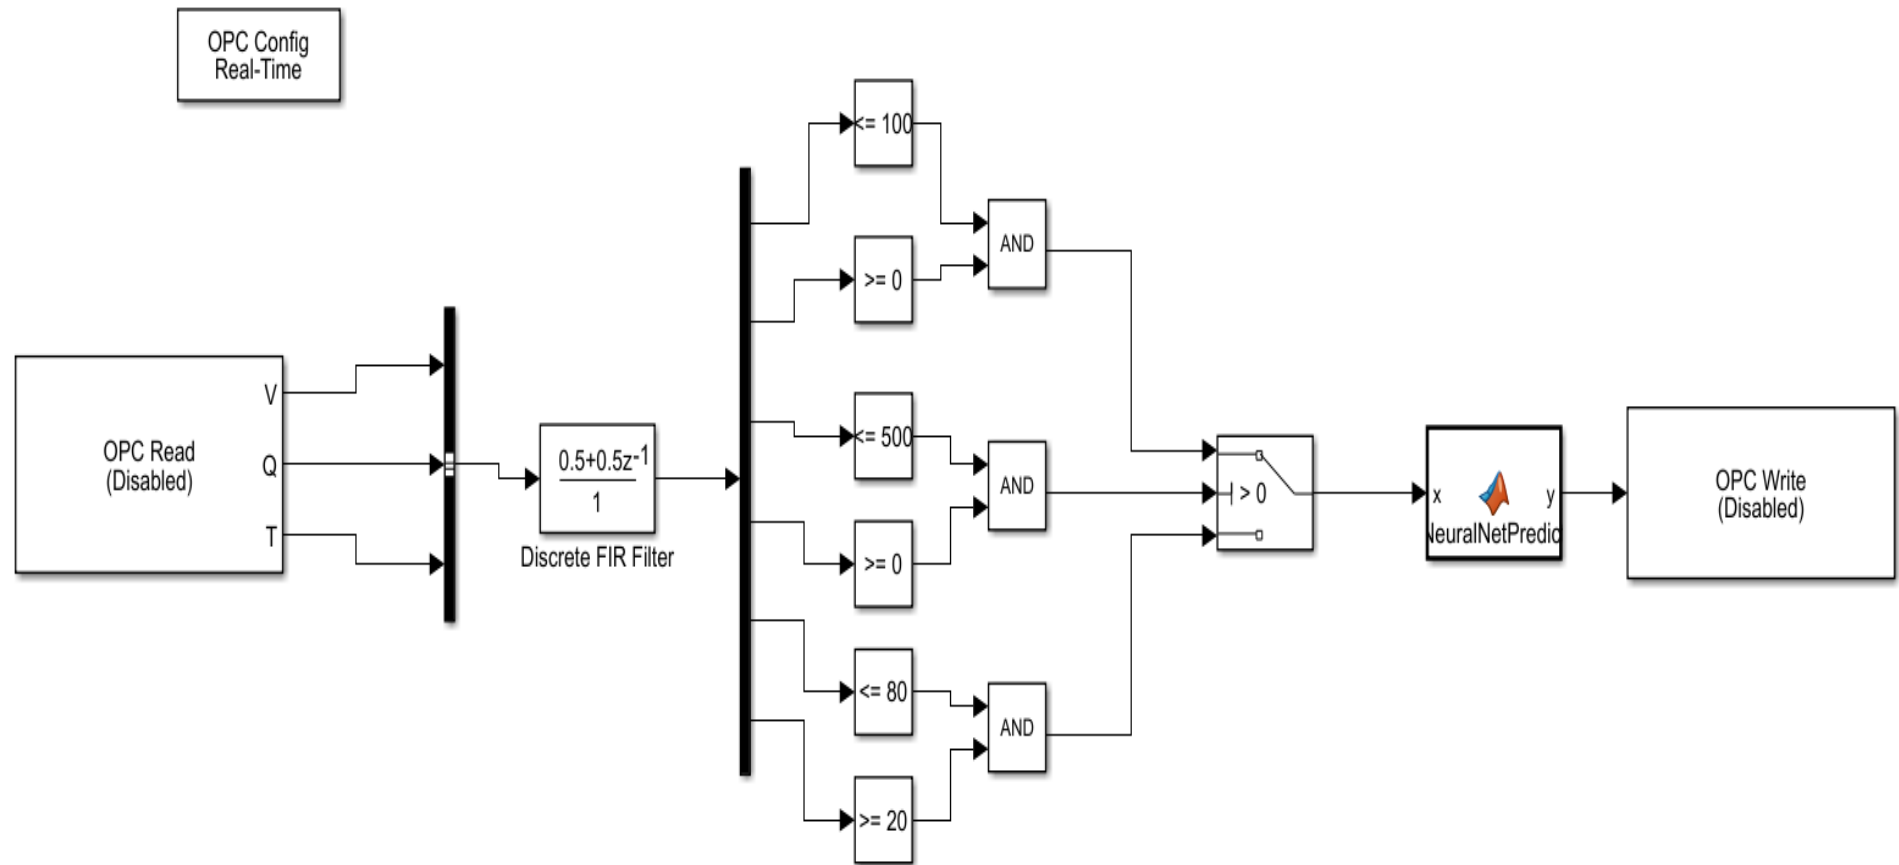 OPC Config
Real-Time
OPC Read
(Disabled)
V
Q
T
0.5+0.5z-1
1
Discrete FIR Filter
<= 100
>= 0
<= 500
>= 0
<= 80
>= 20
AND
AND
AND
> 0
x
y
NeuralNetPredic
OPC Write
(Disabled)